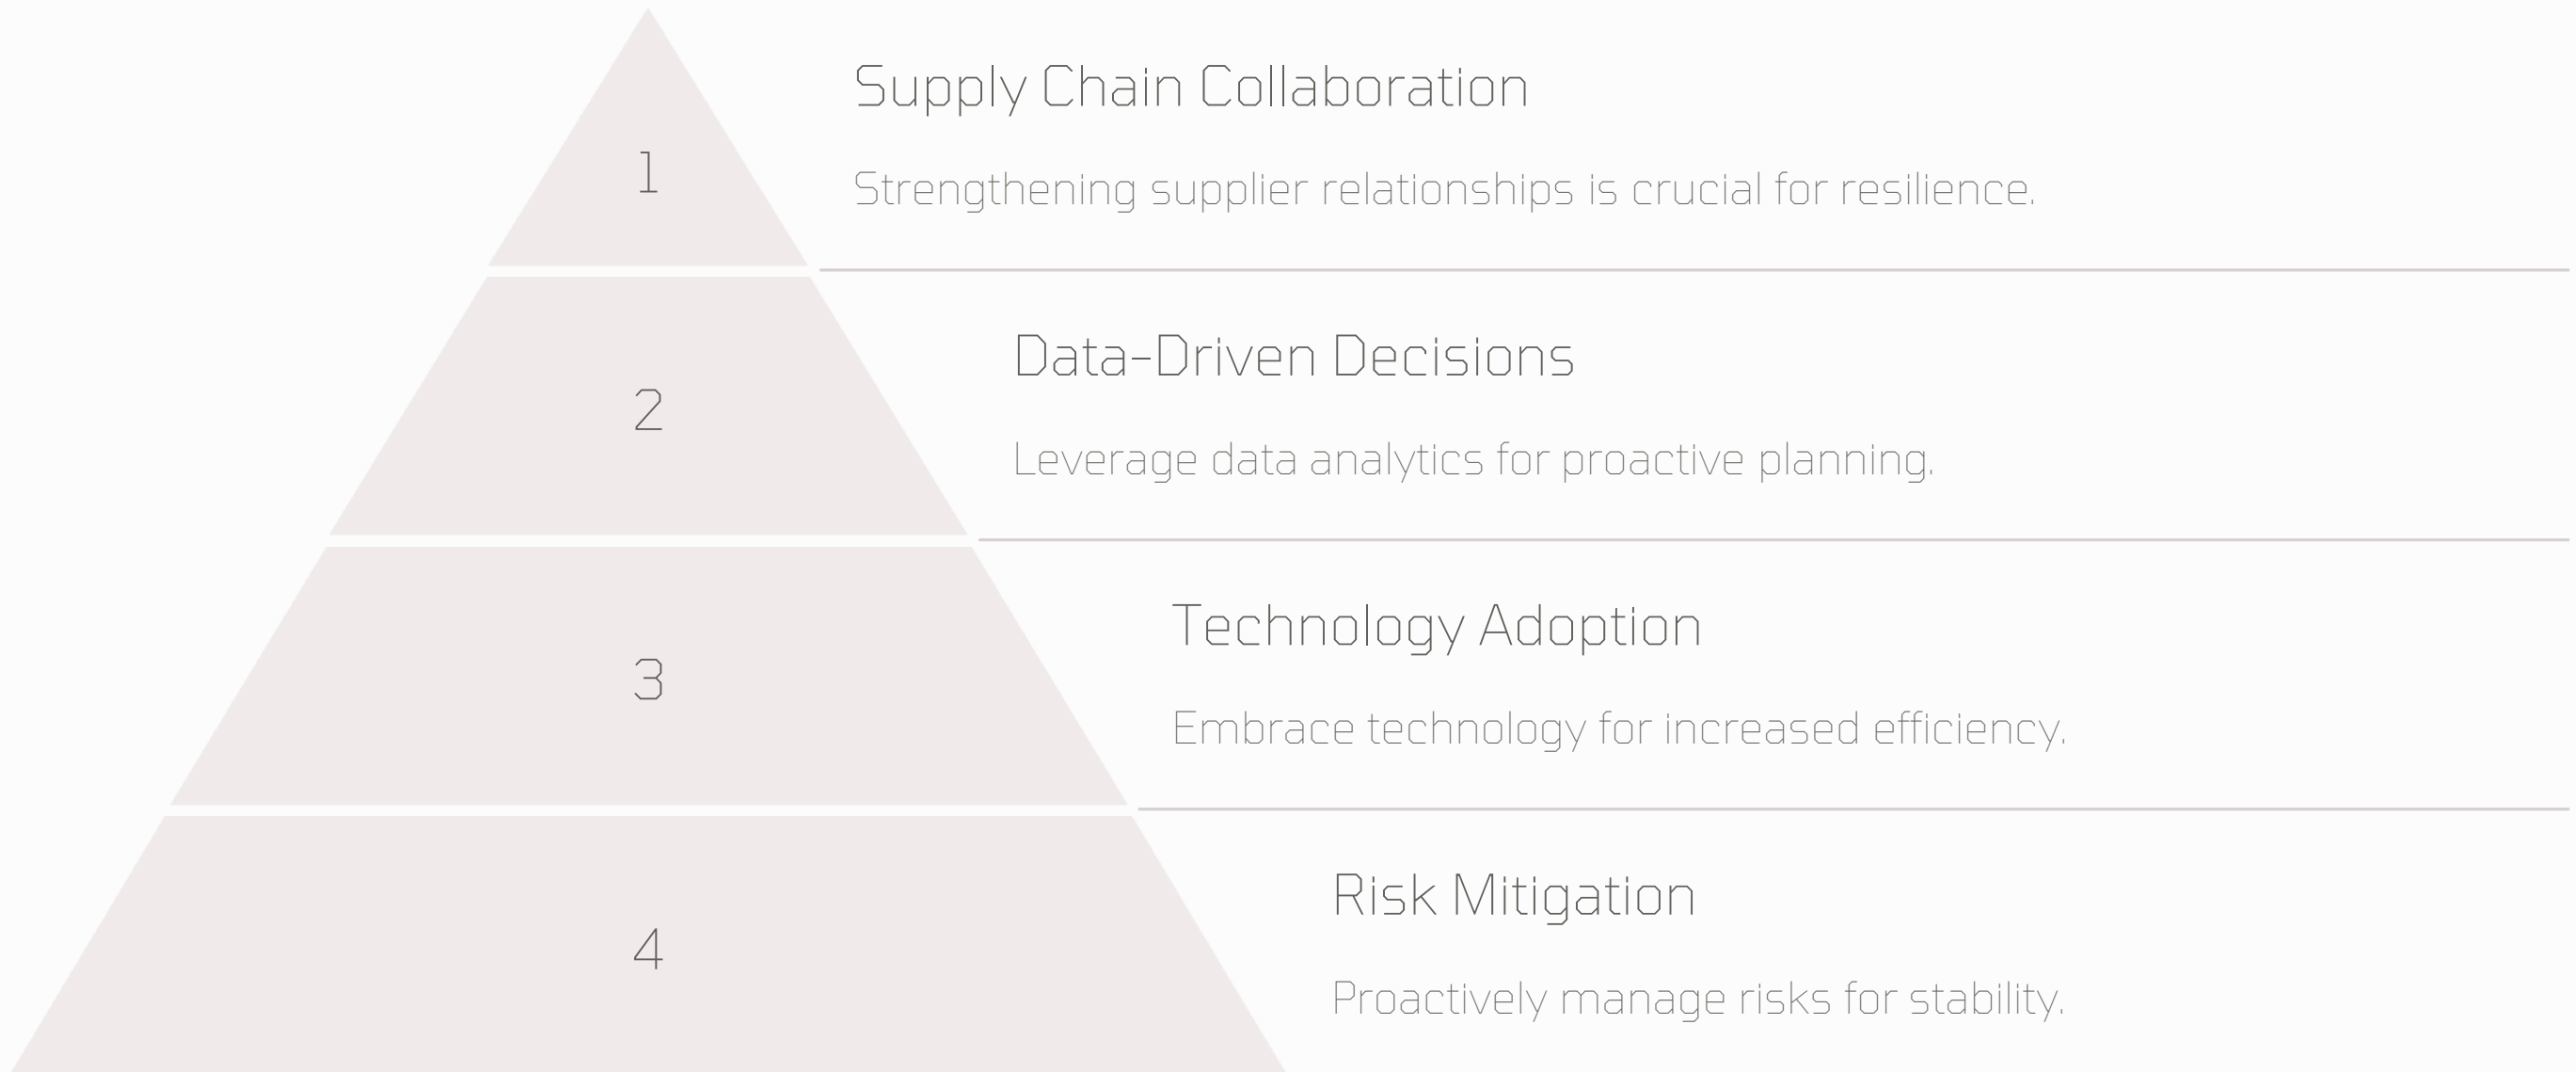 1
Supply Chain Collaboration
Strengthening supplier relationships is crucial for resilience.
2
Data-Driven Decisions
Leverage data analytics for proactive planning.
3
Technology Adoption
Embrace technology for increased efficiency.
4
Risk Mitigation
Proactively manage risks for stability.